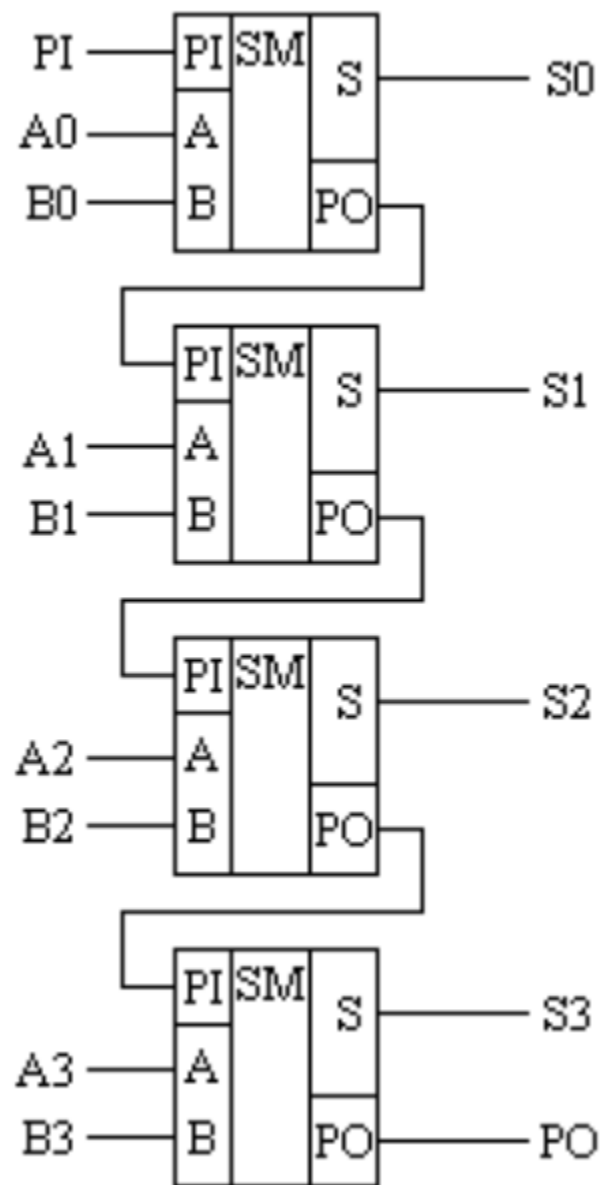 PI PI SM S S0
A0 A
B0 B PO
PI SM S S1
A1 A
B1 B PO
PI SM S S2
A2 A
B2 B PO
PI SM S S3
A3 A
B3 B PO PO